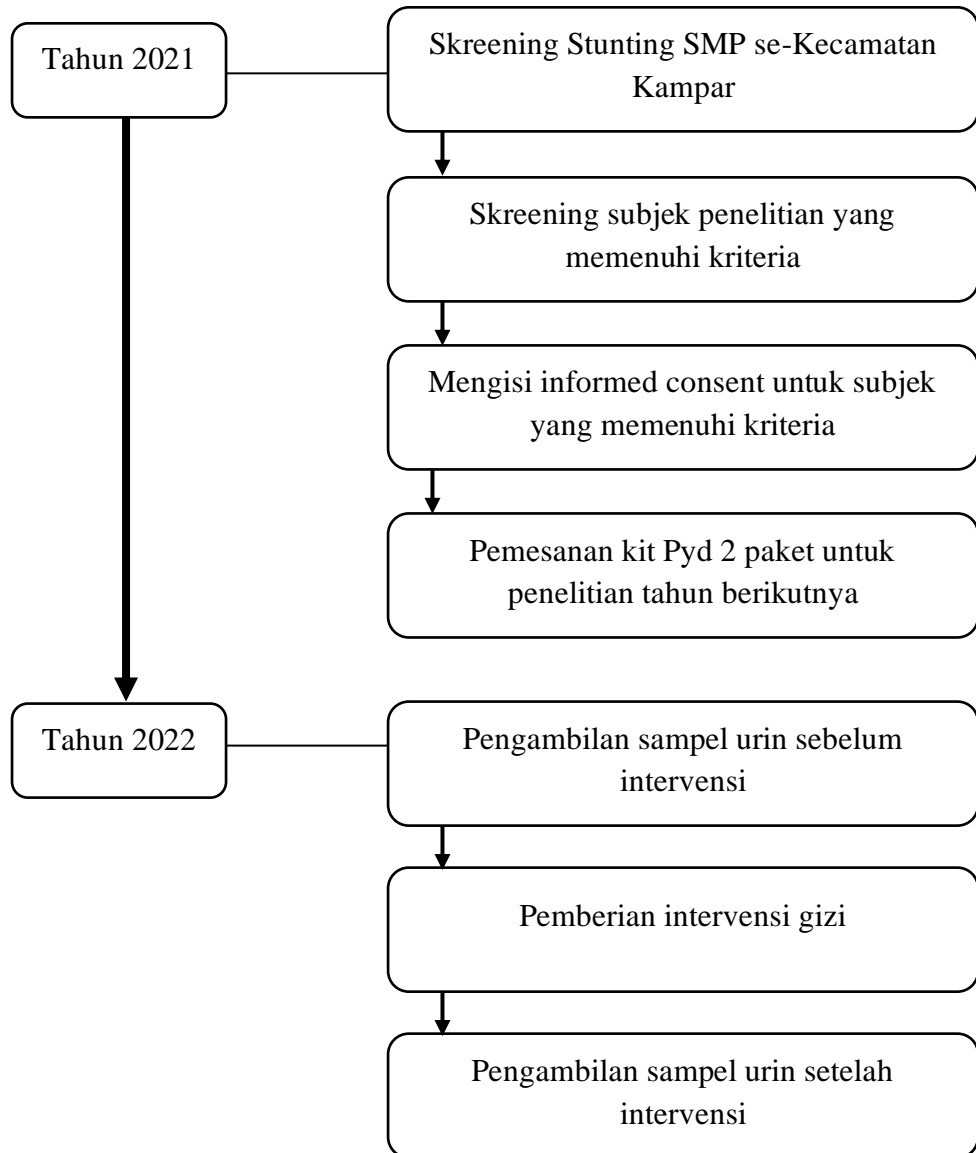 Tahun 2021
Skreening Stunting SMP se-Kecamatan
Kampar
Skreening subjek penelitian yang
memenuhi kriteria
Mengisi informed consent untuk subjek
yang memenuhi kriteria
Pemesanan kit Pyd 2 paket untuk
penelitian tahun berikutnya
Tahun 2022
Pengambilan sampel urin sebelum
intervensi
Pemberian intervensi gizi
Pengambilan sampel urin setelah
intervensi